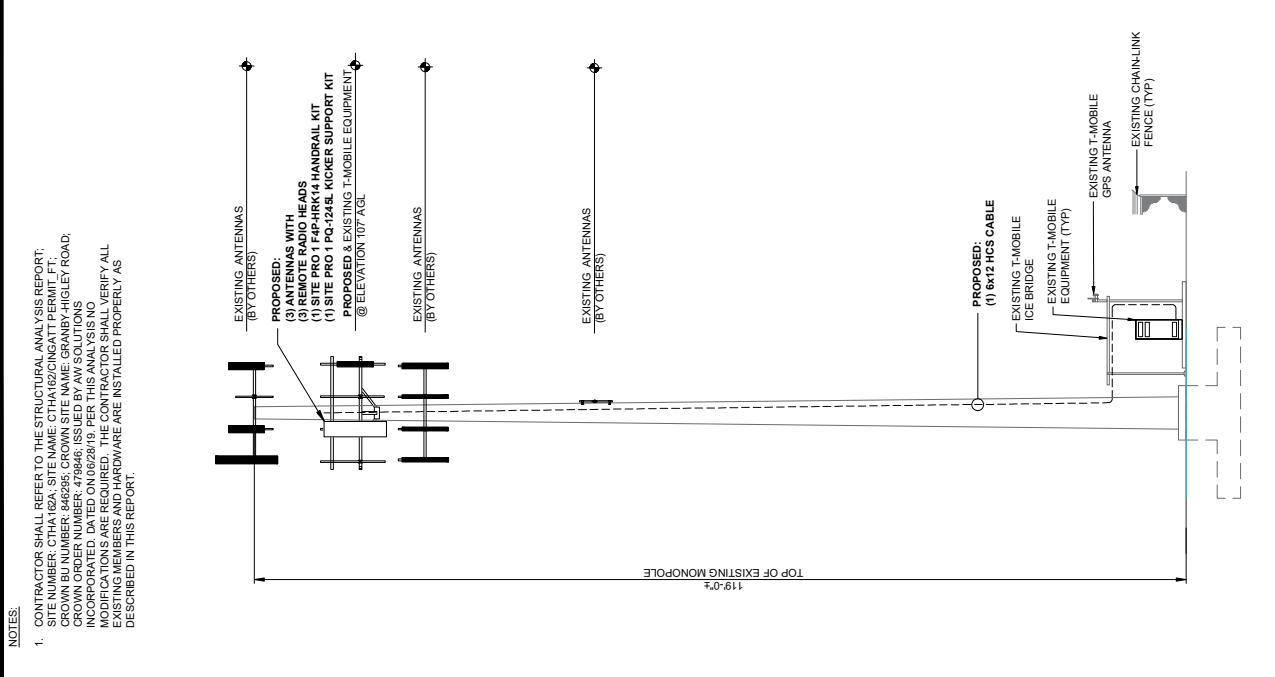 NOTES:
1. CONTRACTOR SHALL REFER TO THE STRUCTURAL ANALYSIS REPORT;
SITE NUMBER: CTHA162A; SITE NAME: CTHA162/CINGATT PERMIT_FT;
CROWN BU NUMBER: 846295; CROWN SITE NAME: GRANBY-HIGLEY ROAD;
CROWN ORDER NUMBER: 479846; ISSUED BY AW SOLUTIONS
INCORPORATED. DATED ON 06/28/19. PER THIS ANALYSIS NO
MODIFICATIONS ARE REQUIRED. THE CONTRACTOR SHALL VERIFY ALL
EXISTING MEMBERS AND HARDWARE ARE INSTALLED PROPERLY AS
DESCRIBED IN THIS REPORT.
EXISTING ANTENNAS
(BY OTHERS)
PROPOSED:
(3) ANTENNAS WITH
(3) REMOTE RADIO HEADS
(1) SITE PRO 1 F4P-HRK14 HANDRAIL KIT
(1) SITE PRO 1 PQ-1245L KICKER SUPPORT KIT
PROPOSED & EXISTING T-MOBILE EQUIPMENT
@ ELEVATION 107' AGL
EXISTING ANTENNAS
(BY OTHERS)
EXISTING ANTENNAS
(BY OTHERS)
PROPOSED:
(1) 6x12 HCS CABLE
EXISTING T-MOBILE
ICE BRIDGE
EXISTING T-MOBILE
EQUIPMENT (TYP)
EXISTING T-MOBILE
GPS ANTENNA
EXISTING CHAIN-LINK
FENCE (TYP)
119'-0"±
TOP OF EXISTING MONOPOLE